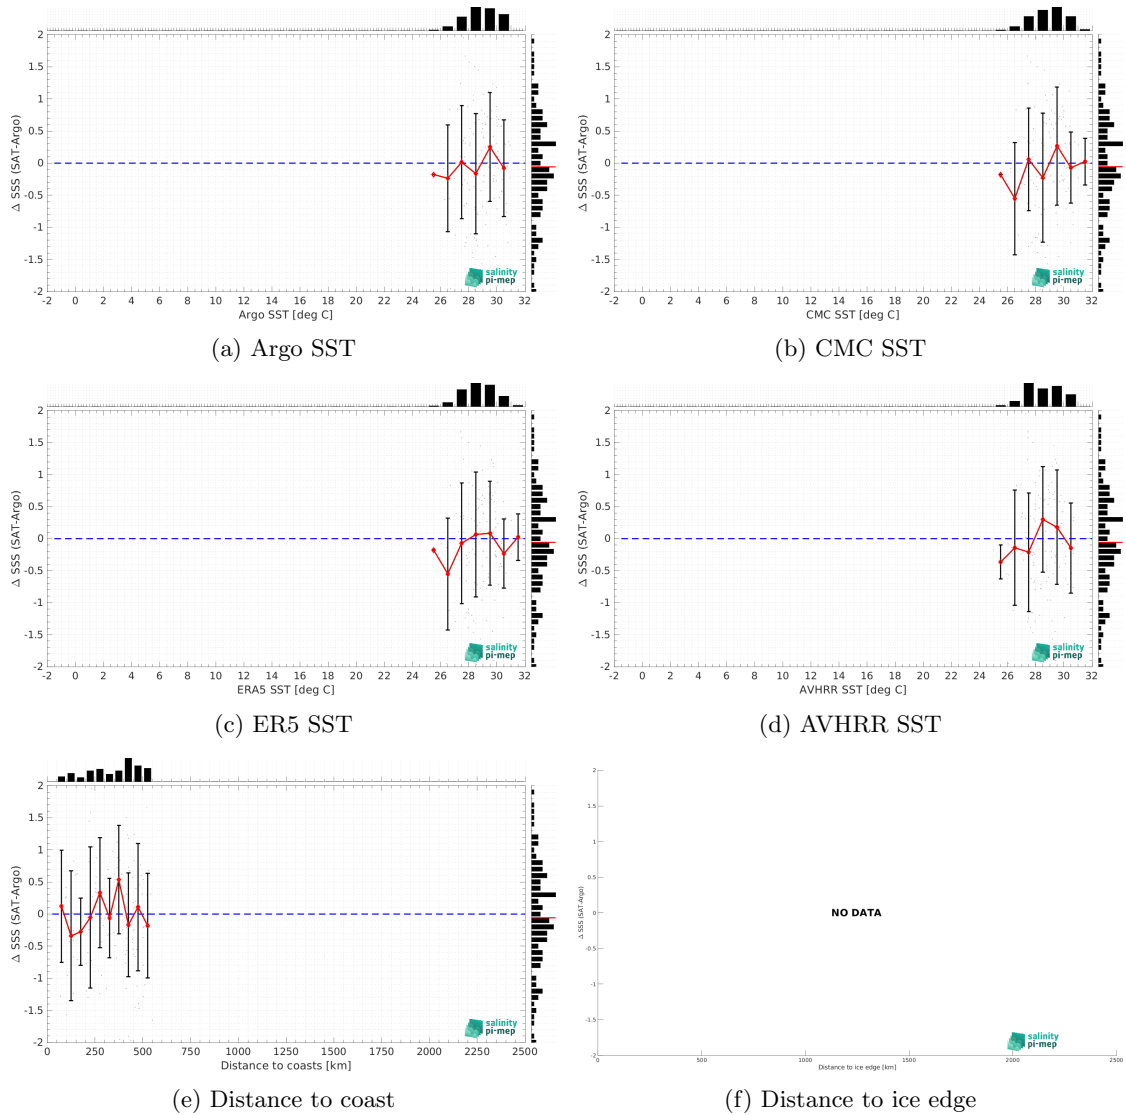 2
1.5
1
0.5
0
-0.5
-1
-1.5
-2
Δ SSS (SAT-Argo)
-2 0 2 4 6 8 10 12 14 16 18 20 22 24 26 28 30 32
Argo SST [deg C]
salinity
pi-mep
(a) Argo SST
2
1.5
1
0.5
0
-0.5
-1
-1.5
-2
Δ SSS (SAT-Argo)
-2 0 2 4 6 8 10 12 14 16 18 20 22 24 26 28 30 32
CMC SST [deg C]
salinity
pi-mep
(b) CMC SST
2
1.5
1
0.5
0
-0.5
-1
-1.5
-2
Δ SSS (SAT-Argo)
-2 0 2 4 6 8 10 12 14 16 18 20 22 24 26 28 30 32
ERA5 SST [deg C]
salinity
pi-mep
(c) ER5 SST
2
1.5
1
0.5
0
-0.5
-1
-1.5
-2
Δ SSS (SAT-Argo)
-2 0 2 4 6 8 10 12 14 16 18 20 22 24 26 28 30 32
AVHRR SST [deg C]
salinity
pi-mep
(d) AVHRR SST
2
1.5
1
0.5
0
-0.5
-1
-1.5
-2
Δ SSS (SAT-Argo)
0 250 500 750 1000 1250 1500 1750 2000 2250 2500
Distance to coasts [km]
salinity
pi-mep
(e) Distance to coast
2
1.5
1
0.5
0
-0.5
-1
-1.5
-2
Δ SSS (SAT-Argo)
NO DATA
0 500 1000 1500 2000 2500
Distance to ice edge [km]
salinity
pi-mep
(f) Distance to ice edge